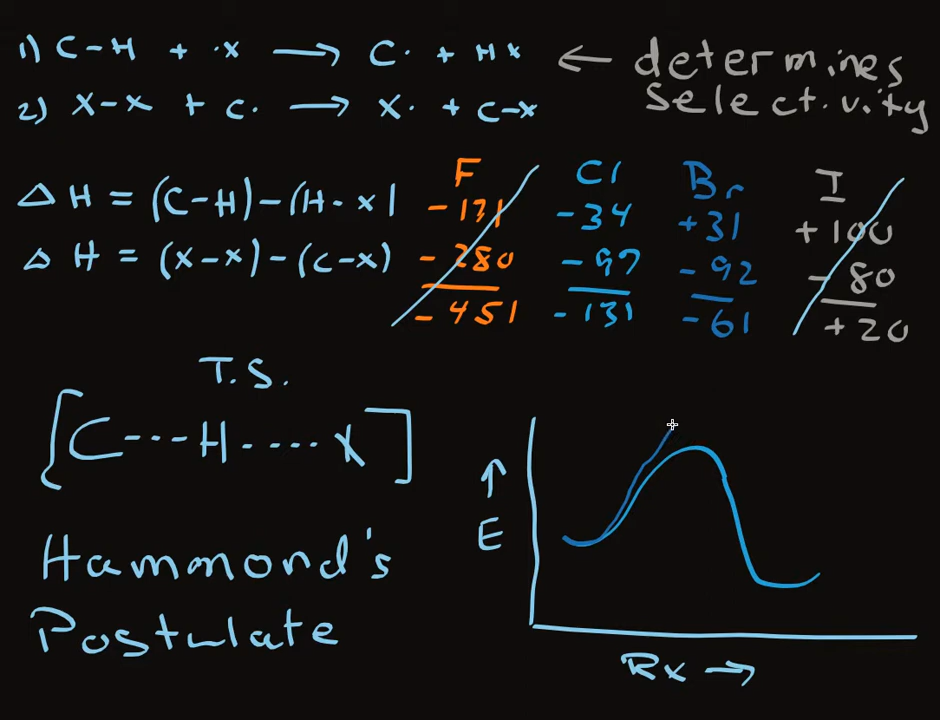 1) C-H + ·X → C· + HX ← determines
2) X-X + C· → X· + C-X selectivity
F Cl Br I
ΔH = (C-H)-(H-X) -131 -34 +31 +100
ΔH = (X-X)-(C-X) -280 -97 -92 -80
-451 -131 -61 +20
T.S.
[C---H----X]
↑
E
Hammond's
Postulate
Rx →